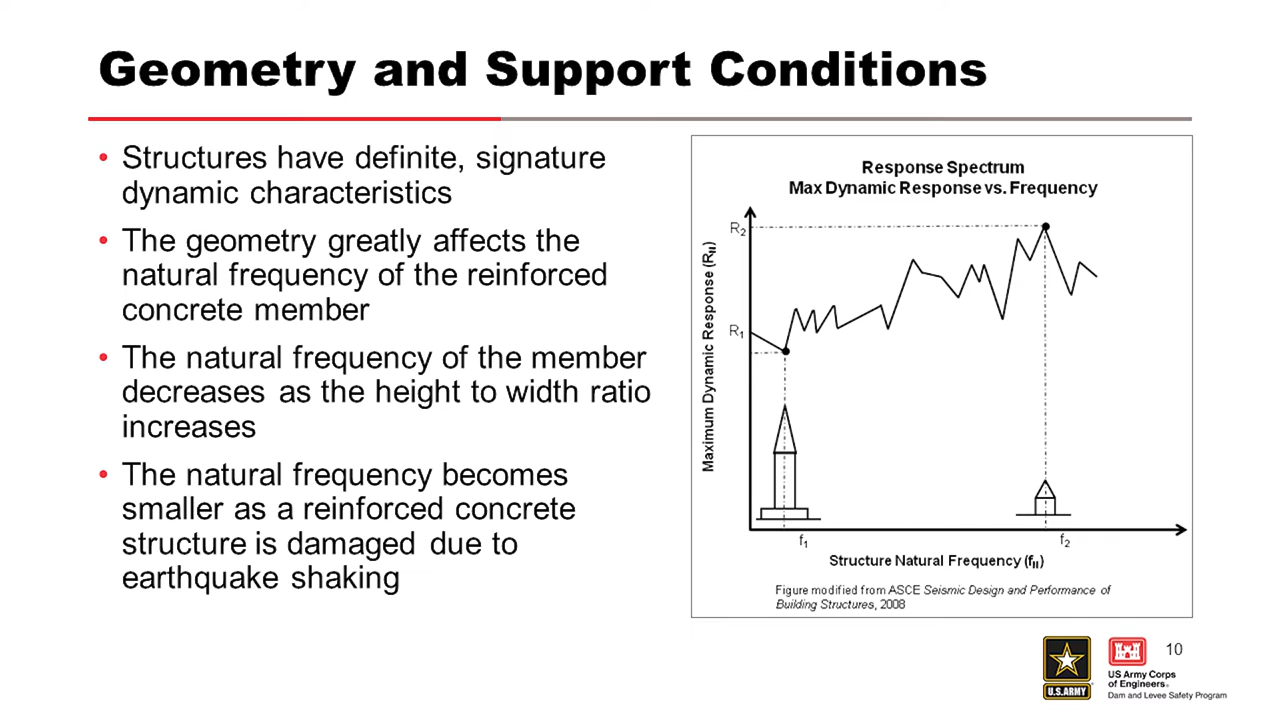 Geometry and Support Conditions
• Structures have definite, signature
dynamic characteristics
• The geometry greatly affects the
natural frequency of the reinforced
concrete member
• The natural frequency of the member
decreases as the height to width ratio
increases
• The natural frequency becomes
smaller as a reinforced concrete
structure is damaged due to
earthquake shaking
Response Spectrum
Max Dynamic Response vs. Frequency
Maximum Dynamic Response (RN)
R2
R1
f1
f2
Structure Natural Frequency (fN)
Figure modified from ASCE Seismic Design and Performance of
Building Structures, 2008
U.S.ARMY
US Army Corps
of Engineers®
Dam and Levee Safety Program
10